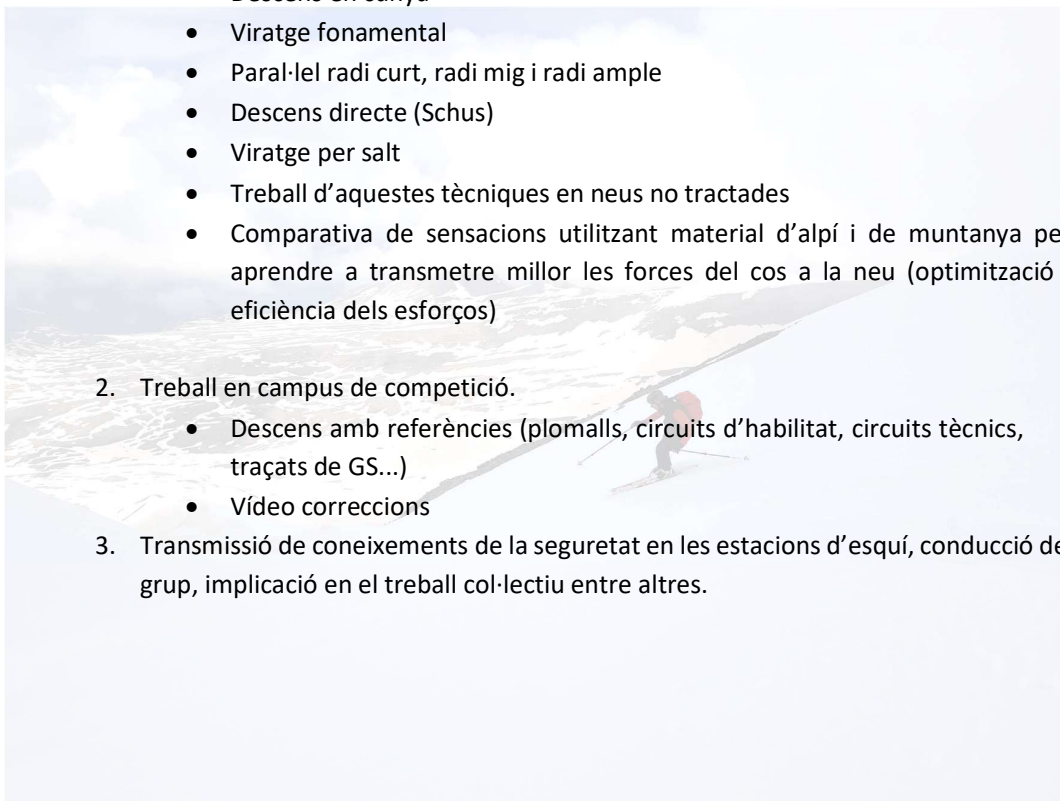 • Viratge fonamental
• Paral·lel radi curt, radi mig i radi ample
• Descens directe (Schus)
• Viratge per salt
• Treball d’aquestes tècniques en neus no tractades
• Comparativa de sensacions utilitzant material d’alpí i de muntanya pe
aprendre a transmetre millor les forces del cos a la neu (optimització
eficiència dels esforços)
2. Treball en campus de competició.
• Descens amb referències (plomalls, circuits d’habilitat, circuits tècnics,
traçats de GS...)
• Vídeo correccions
3. Transmissió de coneixements de la seguretat en les estacions d’esquí, conducció de
grup, implicació en el treball col·lectiu entre altres.